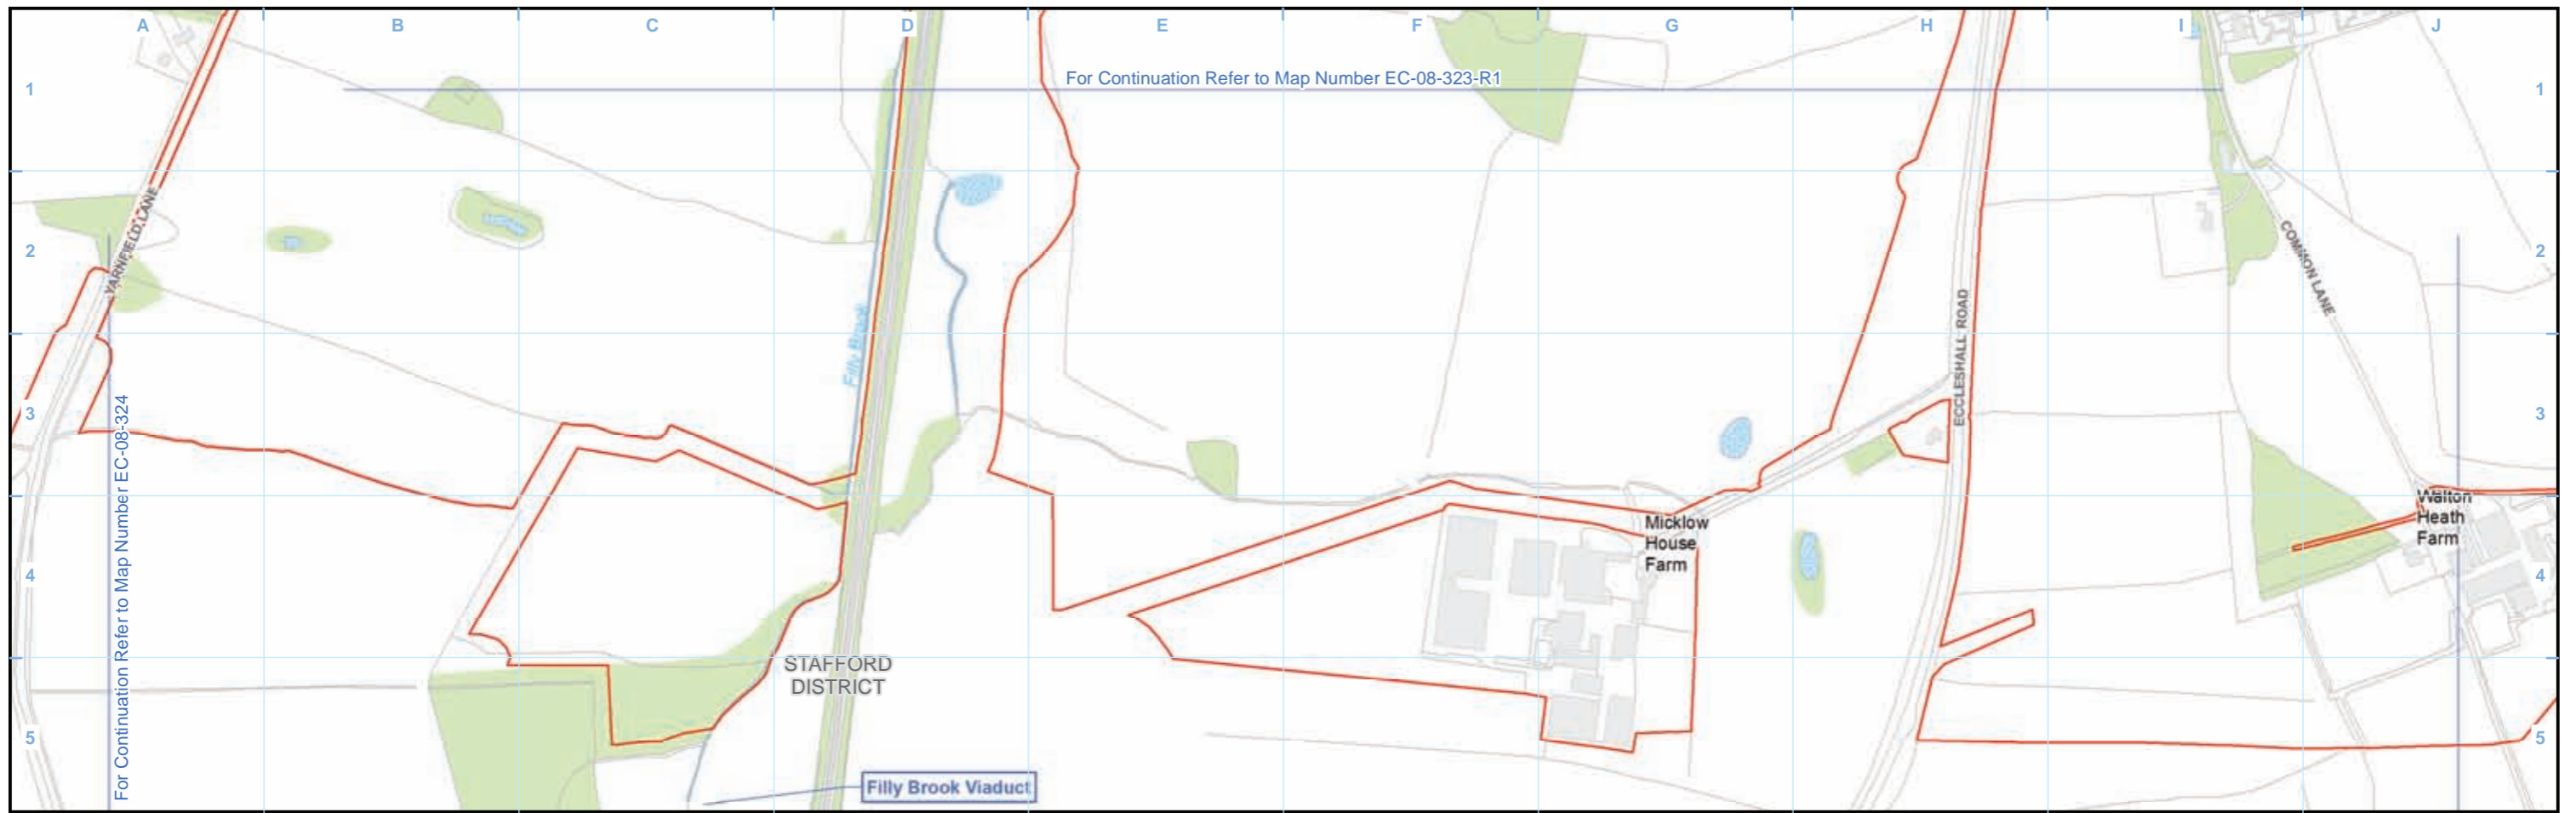 A B C D E F G H I J
For Continuation Refer to Map Number EC-08-323-R1
1 1
YARNFIELD LANE
2 2
COMMON LANE
Filly Brook
ECCLESHALL ROAD
3 3
For Continuation Refer to Map Number EC-08-324
Walton
Heath
Farm
Micklow
House
Farm
4 4
STAFFORD
DISTRICT
5 5
Filly Brook Viaduct